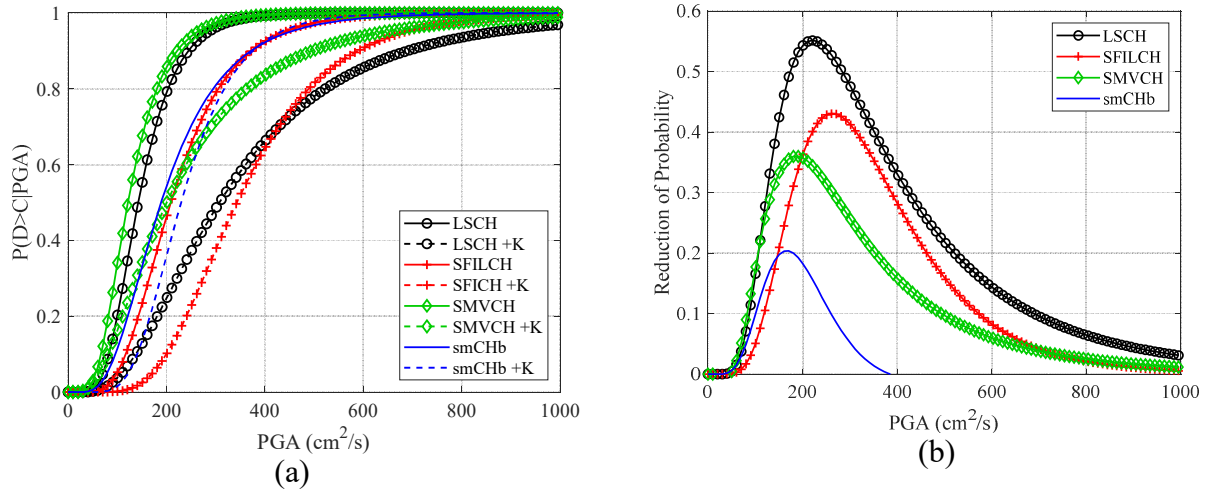 P(D>C|PGA)
1
0.8
0.6
0.4
0.2
0
0
200
400
600
800
1000
PGA (cm²/s)
LSCH
LSCH +K
SFILCH
SFICH +K
SMVCH
SMVCH +K
smCHb
smCHb +K
(a)
Reduction of Probability
0.6
0.5
0.4
0.3
0.2
0.1
0
0
200
400
600
800
1000
PGA (cm²/s)
LSCH
SFILCH
SMVCH
smCHb
(b)